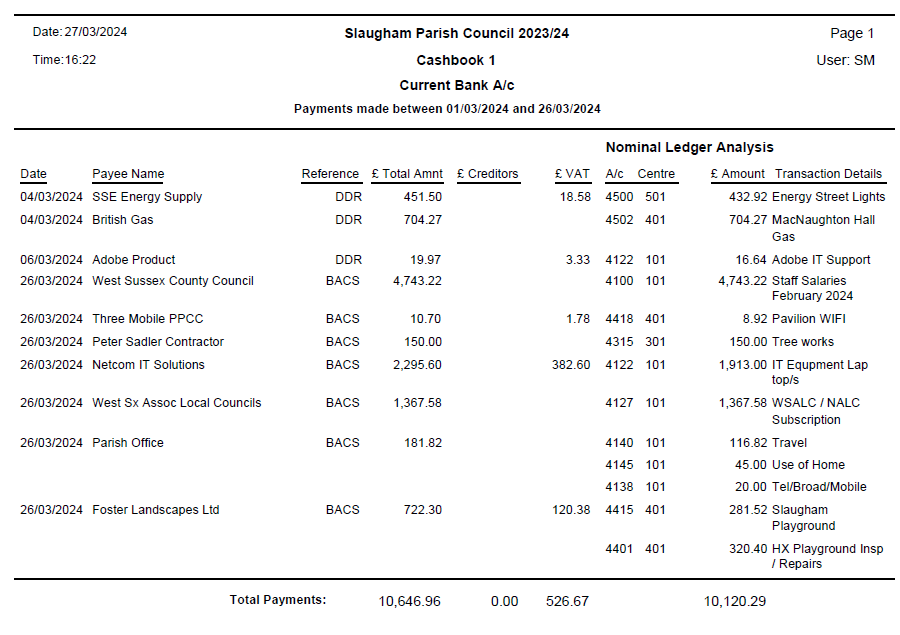 Date: 27/03/2024 Slaugham Parish Council 2023/24 Page 1
Time:16:22 Cashbook 1 User: SM
Current Bank A/c
Payments made between 01/03/2024 and 26/03/2024
Nominal Ledger Analysis
Date Payee Name Reference £ Total Amnt £ Creditors £ VAT A/c Centre £ Amount Transaction Details
04/03/2024 SSE Energy Supply DDR 451.50 18.58 4500 501 432.92 Energy Street Lights
04/03/2024 British Gas DDR 704.27 4502 401 704.27 MacNaughton Hall
Gas
06/03/2024 Adobe Product DDR 19.97 3.33 4122 101 16.64 Adobe IT Support
26/03/2024 West Sussex County Council BACS 4,743.22 4100 101 4,743.22 Staff Salaries
February 2024
26/03/2024 Three Mobile PPCC BACS 10.70 1.78 4418 401 8.92 Pavilion WIFI
26/03/2024 Peter Sadler Contractor BACS 150.00 4315 301 150.00 Tree works
26/03/2024 Netcom IT Solutions BACS 2,295.60 382.60 4122 101 1,913.00 IT Equpment Lap
top/s
26/03/2024 West Sx Assoc Local Councils BACS 1,367.58 4127 101 1,367.58 WSALC / NALC
Subscription
26/03/2024 Parish Office BACS 181.82 4140 101 116.82 Travel
4145 101 45.00 Use of Home
4138 101 20.00 Tel/Broad/Mobile
26/03/2024 Foster Landscapes Ltd BACS 722.30 120.38 4415 401 281.52 Slaugham
Playground
4401 401 320.40 HX Playground Insp
/ Repairs
Total Payments: 10,646.96 0.00 526.67 10,120.29